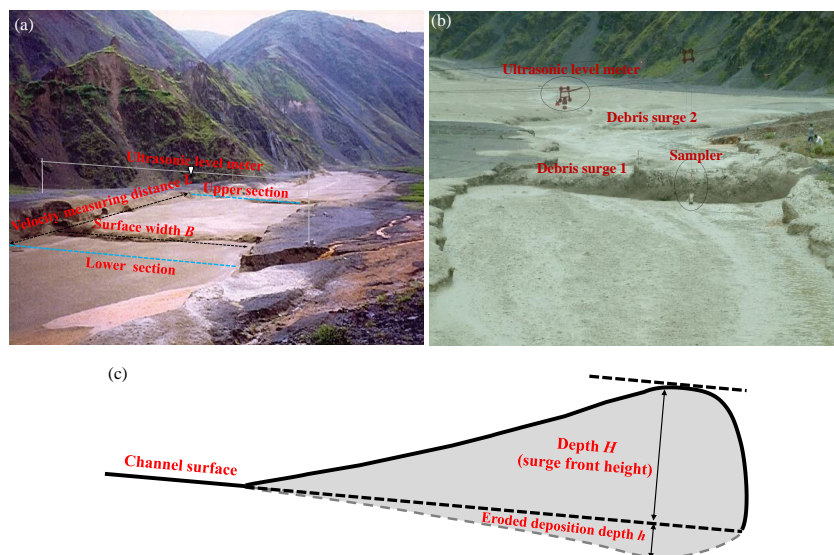 (a)
Ultrasonic level meter
Velocity measuring distance L
Upper section
Surface width B
Lower section
(b)
Ultrasonic level meter
Debris surge 2
Debris surge 1
Sampler
(c)
Channel surface
Depth H
(surge front height)
Eroded deposition depth h